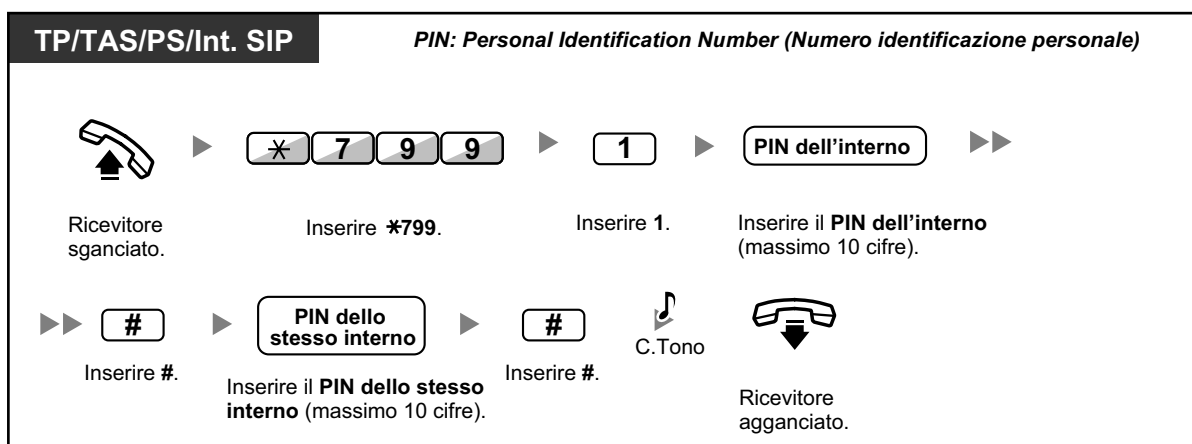 TP/TAS/PS/Int. SIP
PIN: Personal Identification Number (Numero identificazione personale)
* 7 9 9
1
PIN dell'interno
Ricevitore
sganciato.
Inserire *799.
Inserire 1.
Inserire il PIN dell'interno
(massimo 10 cifre).
#
PIN dello
stesso interno
#
C.Tono
Inserire #.
Inserire il PIN dello stesso
interno (massimo 10 cifre).
Inserire #.
Ricevitore
agganciato.